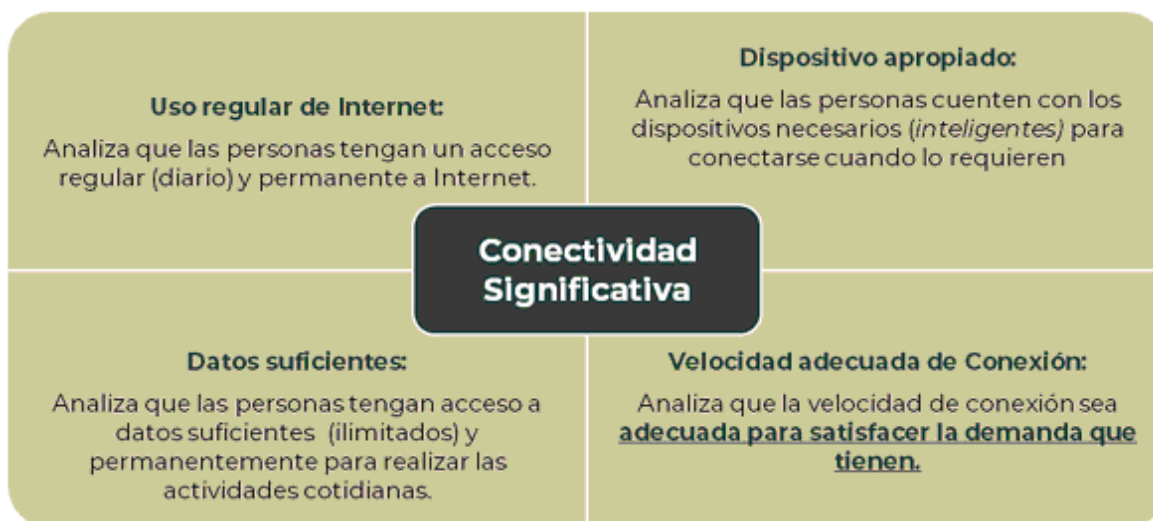 Uso regular de Internet:
Analiza que las personas tengan un acceso
regular (diario) y permanente a Internet.
Dispositivo apropiado:
Analiza que las personas cuenten con los
dispositivos necesarios (inteligentes) para
conectarse cuando lo requieren
Conectividad
Significativa
Datos suficientes:
Analiza que las personas tengan acceso a
datos suficientes (ilimitados) y
permanentemente para realizar las
actividades cotidianas.
Velocidad adecuada de Conexión:
Analiza que la velocidad de conexión sea
adecuada para satisfacer la demanda que
tienen.